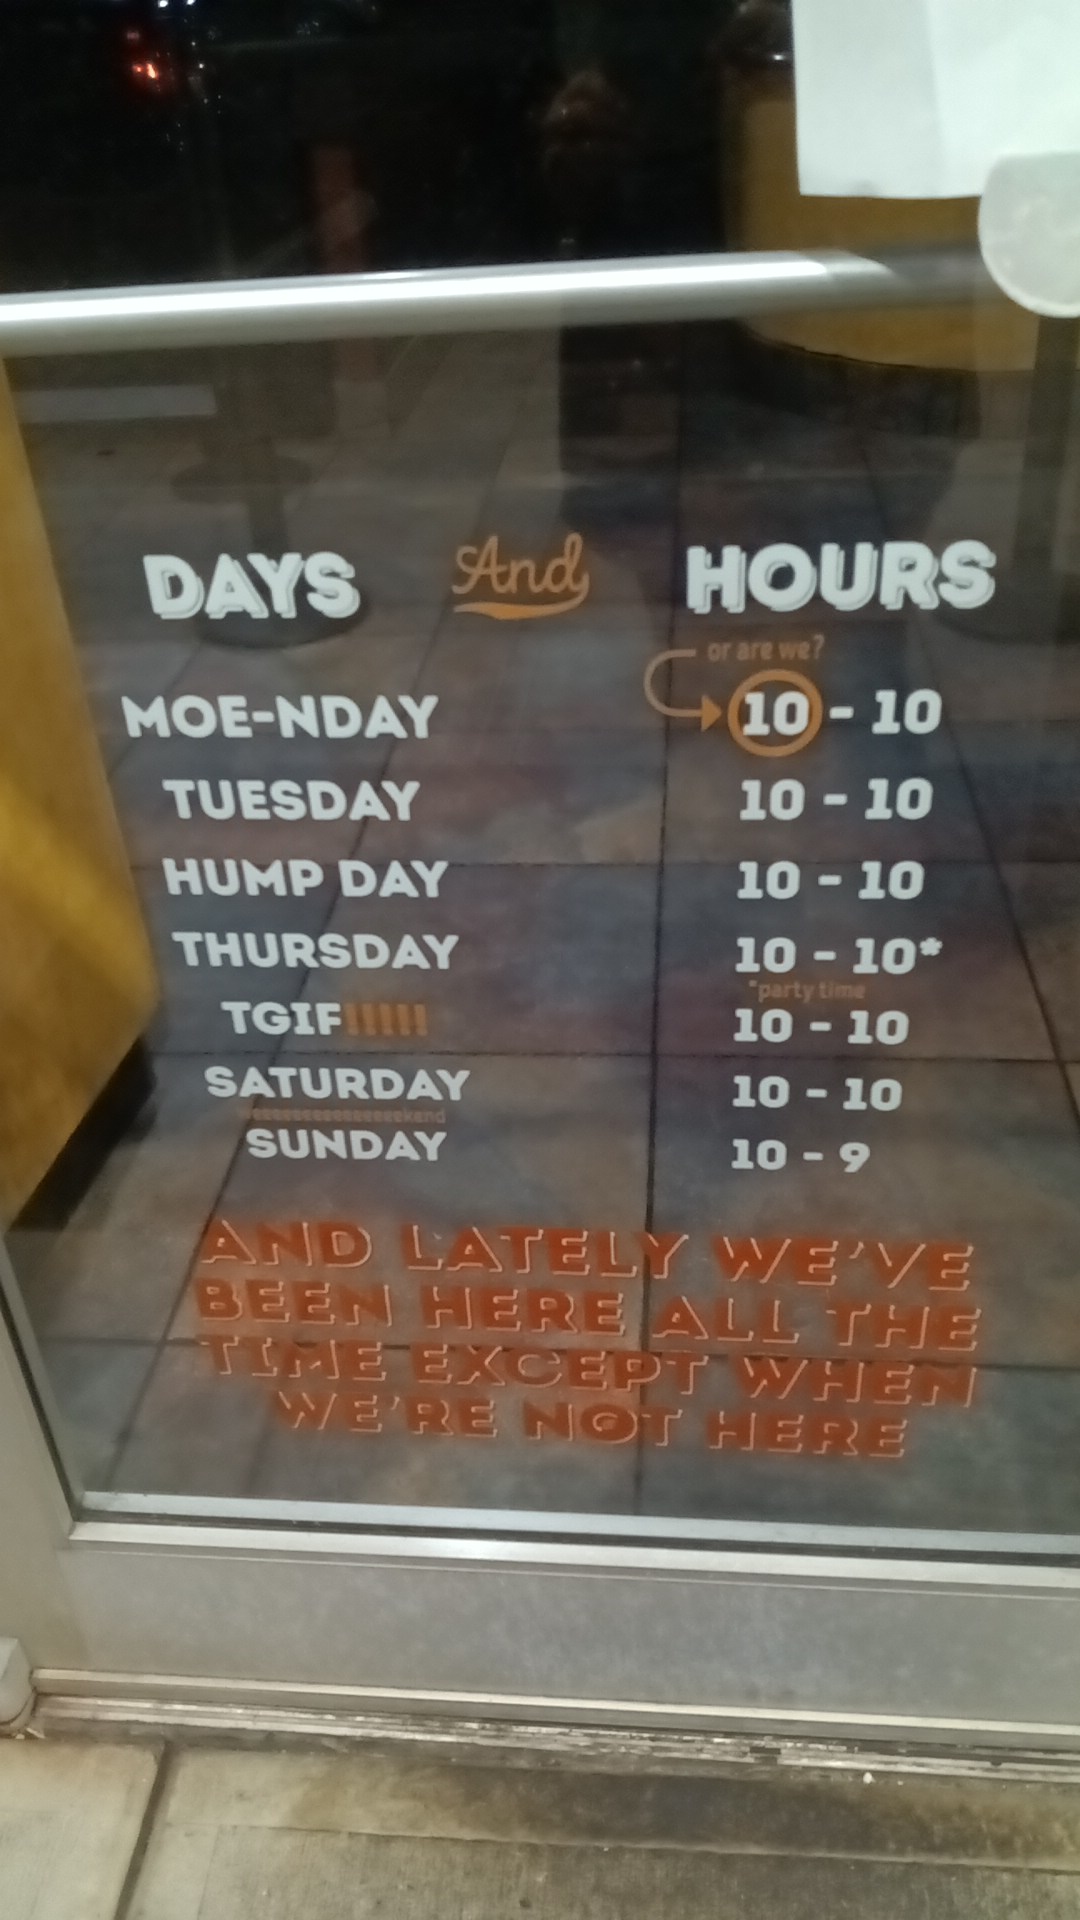 DAYS And HOURS
or are we?
MOE-NDAY 10 - 10
TUESDAY 10 - 10
HUMP DAY 10 - 10
THURSDAY 10 - 10*
*party time
TGIF!!!!! 10 - 10
SATURDAY 10 - 10
SUNDAY 10 - 9
AND LATELY WE'VE
BEEN HERE ALL THE
TIME EXCEPT WHEN
WE'RE NOT HERE